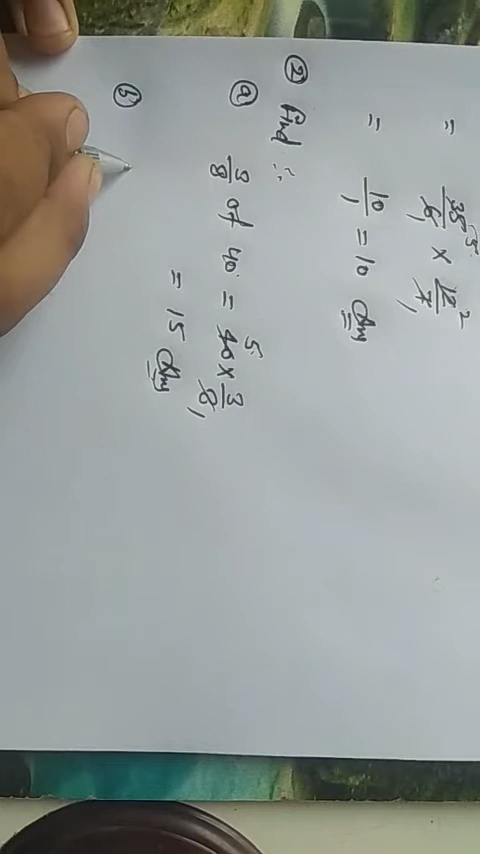 = 35/6 × 12/7
= 10/1 = 10 Ans
② Find :-
ⓐ 3/8 of 40 = 40 × 3/8
= 15 Ans
ⓑ